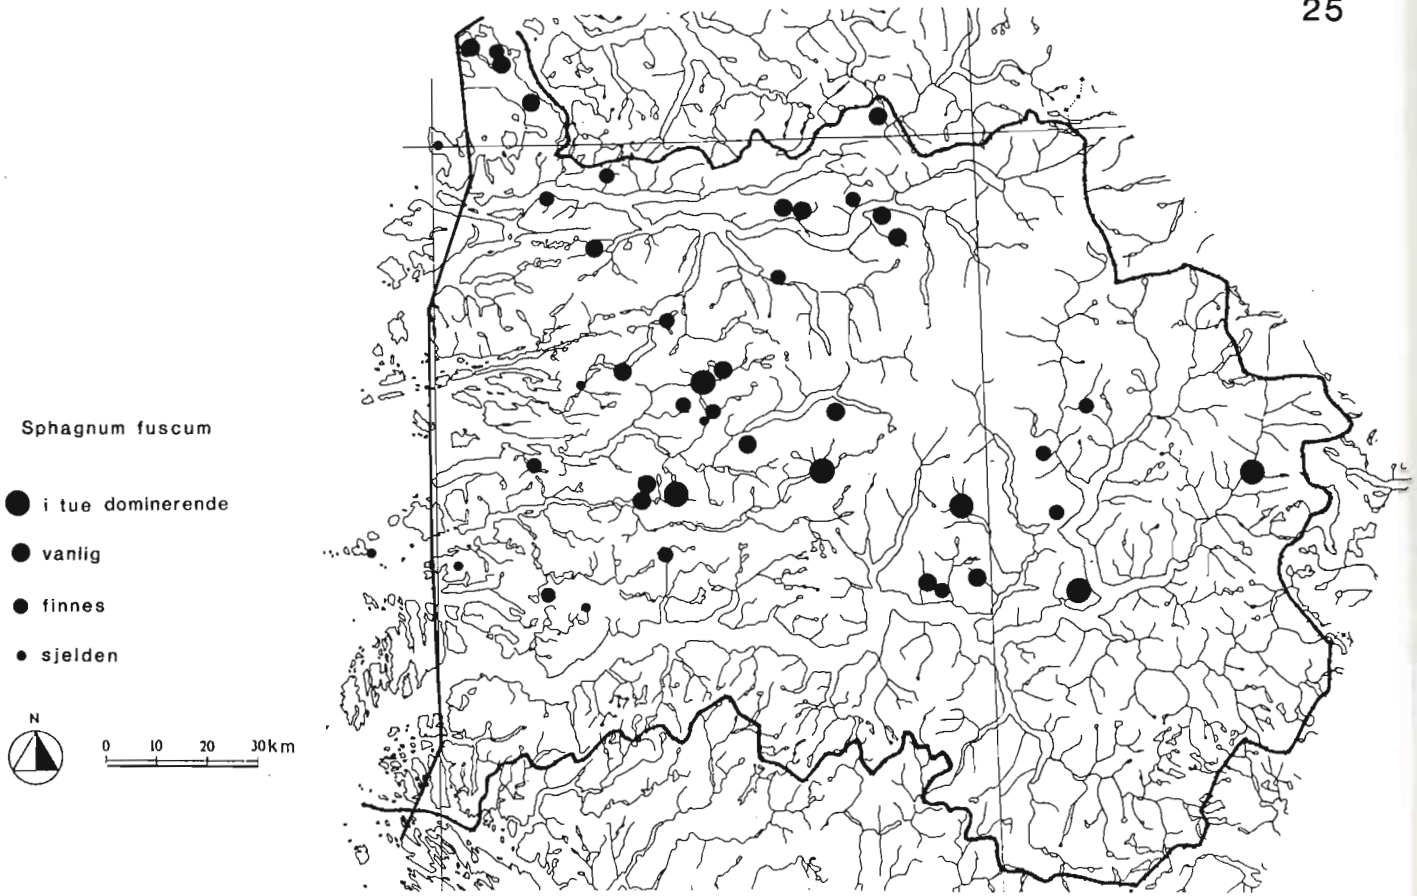 25
Sphagnum fuscum
i tue dominerende
vanlig
finnes
sjelden
N
0 10 20 30km